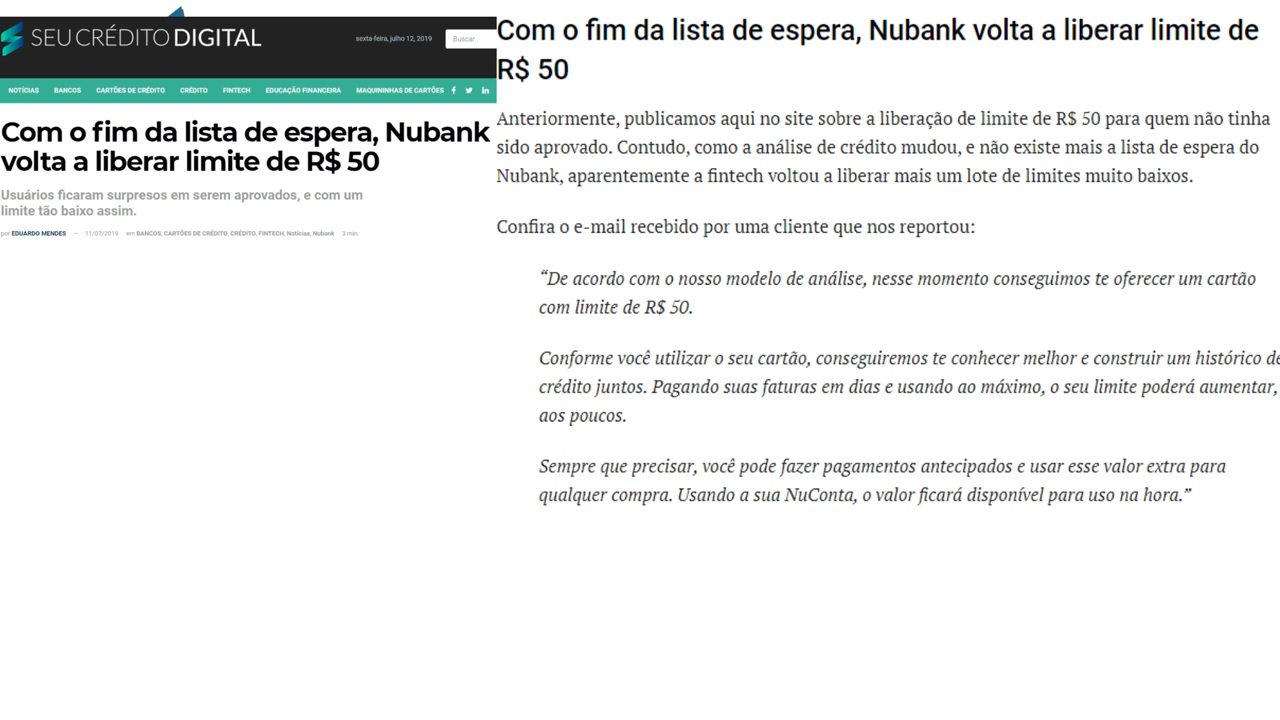 SEU CRÉDITO DIGITAL
sexta-feira, julho 12, 2019
Buscar...
NOTÍCIAS BANCOS CARTÕES DE CRÉDITO CRÉDITO FINTECH EDUCAÇÃO FINANCEIRA MAQUININHAS DE CARTÕES
Com o fim da lista de espera, Nubank
volta a liberar limite de R$ 50
Usuários ficaram surpresos em serem aprovados, e com um
limite tão baixo assim.
por EDUARDO MENDES — 11/07/2019 em BANCOS, CARTÕES DE CRÉDITO, CRÉDITO, FINTECH, Notícias, Nubank 3 min.
Com o fim da lista de espera, Nubank volta a liberar limite de
R$ 50
Anteriormente, publicamos aqui no site sobre a liberação de limite de R$ 50 para quem não tinha
sido aprovado. Contudo, como a análise de crédito mudou, e não existe mais a lista de espera do
Nubank, aparentemente a fintech voltou a liberar mais um lote de limites muito baixos.
Confira o e-mail recebido por uma cliente que nos reportou:
“De acordo com o nosso modelo de análise, nesse momento conseguimos te oferecer um cartão
com limite de R$ 50.
Conforme você utilizar o seu cartão, conseguiremos te conhecer melhor e construir um histórico de
crédito juntos. Pagando suas faturas em dias e usando ao máximo, o seu limite poderá aumentar,
aos poucos.
Sempre que precisar, você pode fazer pagamentos antecipados e usar esse valor extra para
qualquer compra. Usando a sua NuConta, o valor ficará disponível para uso na hora.”